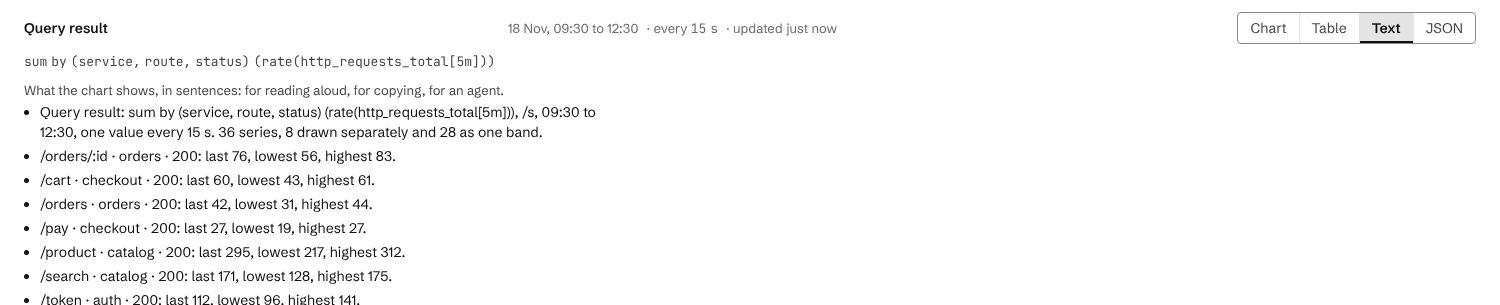 Query result
18 Nov, 09:30 to 12:30 · every 15 s · updated just now
Chart Table Text JSON
sum by (service, route, status) (rate(http_requests_total[5m]))
What the chart shows, in sentences: for reading aloud, for copying, for an agent.
• Query result: sum by (service, route, status) (rate(http_requests_total[5m])), /s, 09:30 to
12:30, one value every 15 s. 36 series, 8 drawn separately and 28 as one band.
• /orders/:id · orders · 200: last 76, lowest 56, highest 83.
• /cart · checkout · 200: last 60, lowest 43, highest 61.
• /orders · orders · 200: last 42, lowest 31, highest 44.
• /pay · checkout · 200: last 27, lowest 19, highest 27.
• /product · catalog · 200: last 295, lowest 217, highest 312.
• /search · catalog · 200: last 171, lowest 128, highest 175.
• /token · auth · 200: last 112, lowest 96, highest 141.